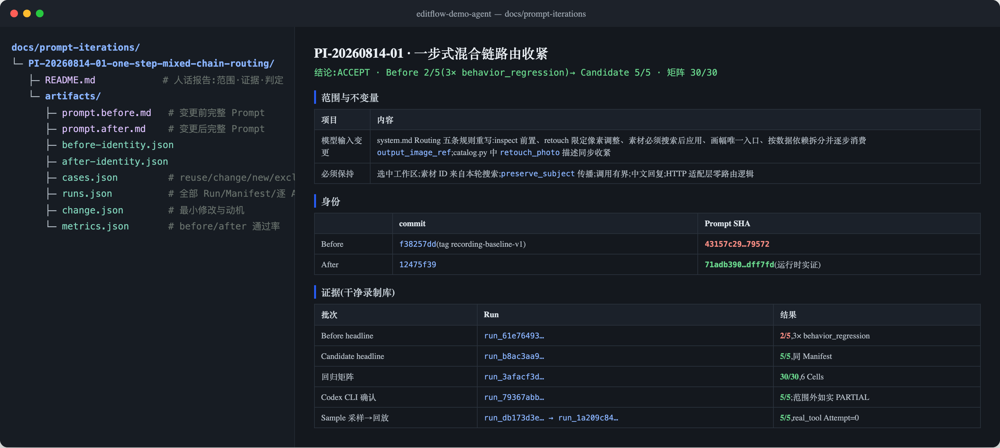 editflow-demo-agent — docs/prompt-iterations
docs/prompt-iterations/
└─ PI-20260814-01-one-step-mixed-chain-routing/
├─ README.md # 人话报告:范围·证据·判定
└─ artifacts/
├─ prompt.before.md # 变更前完整 Prompt
├─ prompt.after.md # 变更后完整 Prompt
├─ before-identity.json
├─ after-identity.json
├─ cases.json # reuse/change/new/excl
├─ runs.json # 全部 Run/Manifest/逐 A
├─ change.json # 最小修改与动机
└─ metrics.json # before/after 通过率
PI-20260814-01 · 一步式混合链路由收紧
结论:ACCEPT · Before 2/5(3× behavior_regression)→ Candidate 5/5 · 矩阵 30/30
范围与不变量
项目 内容
模型输入变更 system.md Routing 五条规则重写:inspect 前置、retouch 限定像素调整、素材必须搜索后应用、画幅唯一入口、按数据依赖拆分并逐步消费
output_image_ref;catalog.py 中 retouch_photo 描述同步收紧
必须保持 选中工作区;素材 ID 来自本轮搜索;preserve_subject 传播;调用有界;中文回复;HTTP 适配层零路由逻辑
身份
commit Prompt SHA
Before f38257dd(tag recording-baseline-v1) 43157c29…79572
After 12475f39 71adb390…dff7fd(运行时实证)
证据(干净录制库)
批次 Run 结果
Before headline run_61e76493… 2/5,3× behavior_regression
Candidate headline run_b8ac3aa9… 5/5,同 Manifest
回归矩阵 run_3afacf3d… 30/30,6 Cells
Codex CLI 确认 run_79367abb… 5/5;范围外如实 PARTIAL
Sample 采样→回放 run_db173d3e… → run_1a209c84… 5/5,real_tool Attempt=0